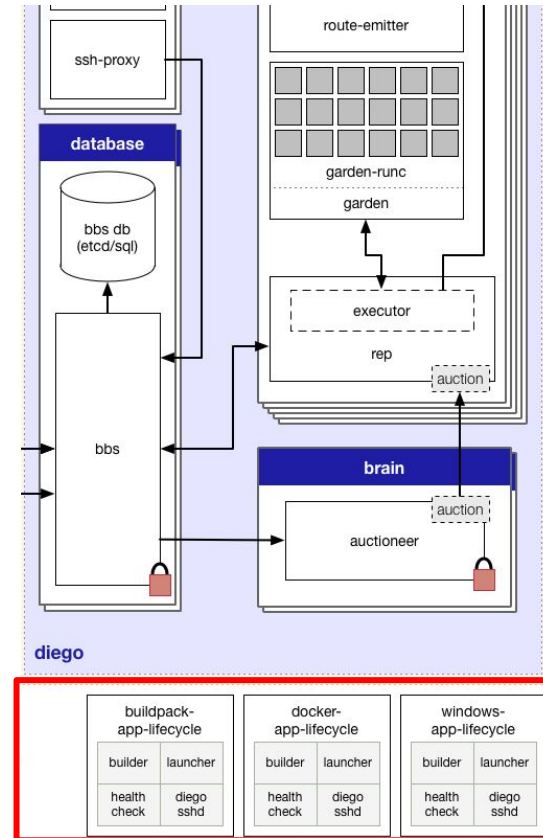 route-emitter
ssh-proxy
garden-runc
garden
database
bbs db
(etcd/sql)
executor
rep
auction
bbs
brain
auction
auctioneer
diego
buildpack-
app-lifecycle
builder
launcher
health
check
diego
sshd
docker-
app-lifecycle
builder
launcher
health
check
diego
sshd
windows-
app-lifecycle
builder
launcher
health
check
diego
sshd